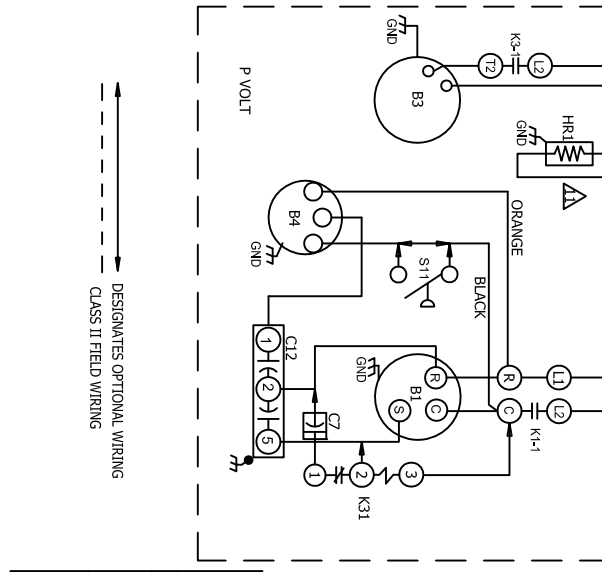 GND
K3-1
T2
L2
B3
P VOLT
HR1
GND
11
B4
GND
ORANGE
S11
BLACK
C12
1
2
5
GND
B1
R
C
S
R
L1
C
L2
K1-1
C7
1
2
3
K31
DESIGNATES OPTIONAL WIRING
CLASS II FIELD WIRING